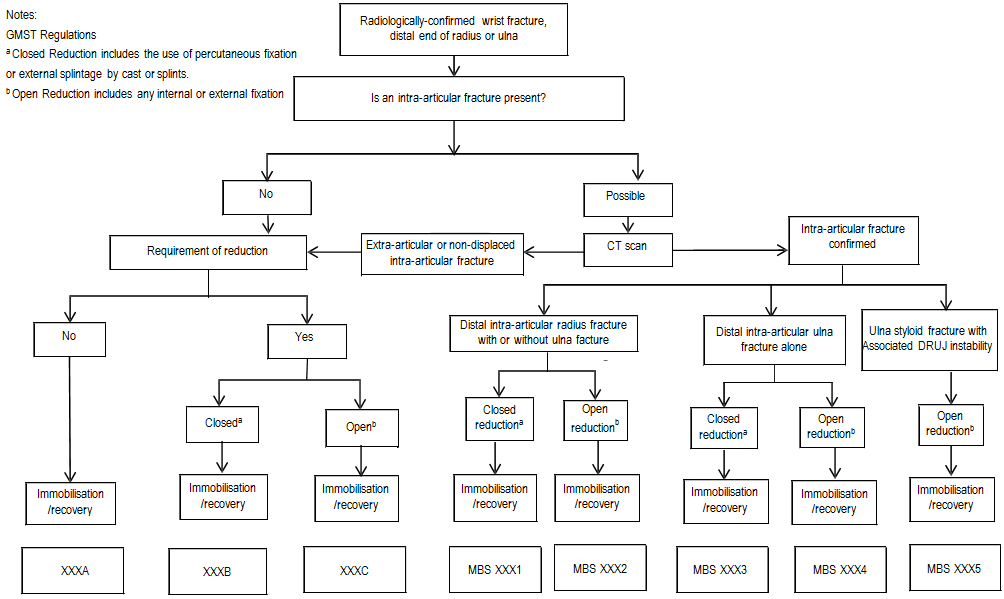 Notes:
GMST Regulations
ᵃ Closed Reduction includes the use of percutaneous fixation
or external splintage by cast or splints.
ᵇ Open Reduction includes any internal or external fixation
Radiologically-confirmed wrist fracture,
distal end of radius or ulna
Is an intra-articular fracture present?
No
Possible
Requirement of reduction
Extra-articular or non-displaced
intra-articular fracture
CT scan
Intra-articular fracture
confirmed
No
Yes
Distal intra-articular radius fracture
with or without ulna facture
Distal intra-articular ulna
fracture alone
Ulna styloid fracture with
Associated DRUJ instability
Closedᵃ
Openᵇ
Closed
reductionᵃ
Open
reductionᵇ
Closed
reductionᵃ
Open
reductionᵇ
Open
reductionᵇ
Immobilisation
/recovery
Immobilisation
/recovery
Immobilisation
/recovery
Immobilisation
/recovery
Immobilisation
/recovery
Immobilisation
/recovery
Immobilisation
/recovery
Immobilisation
/recovery
XXXA
XXXB
XXXC
MBS XXX1
MBS XXX2
MBS XXX3
MBS XXX4
MBS XXX5